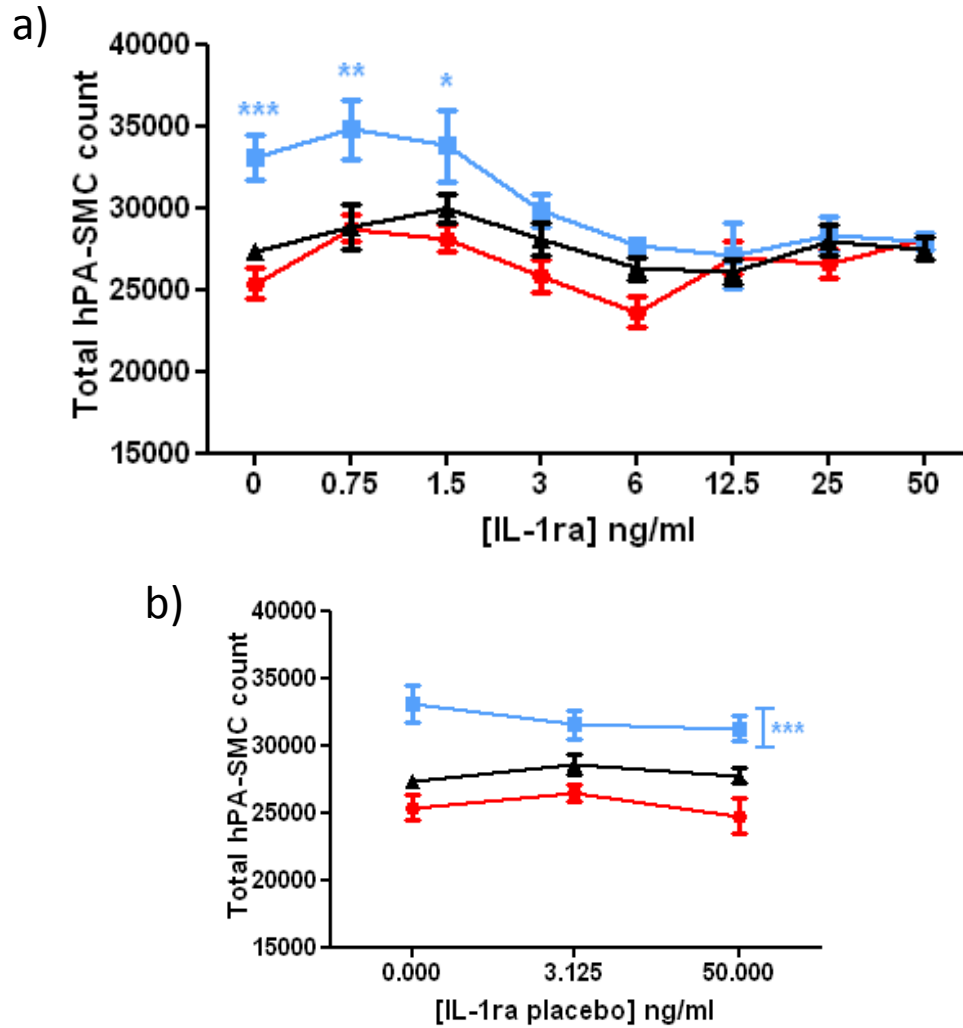 a)
40000
35000
30000
25000
20000
15000
Total hPA-SMC count
***
**
*
0 0.75 1.5 3 6 12.5 25 50
[IL-1ra] ng/ml
b)
40000
35000
30000
25000
20000
15000
Total hPA-SMC count
***
0.000 3.125 50.000
[IL-1ra placebo] ng/ml